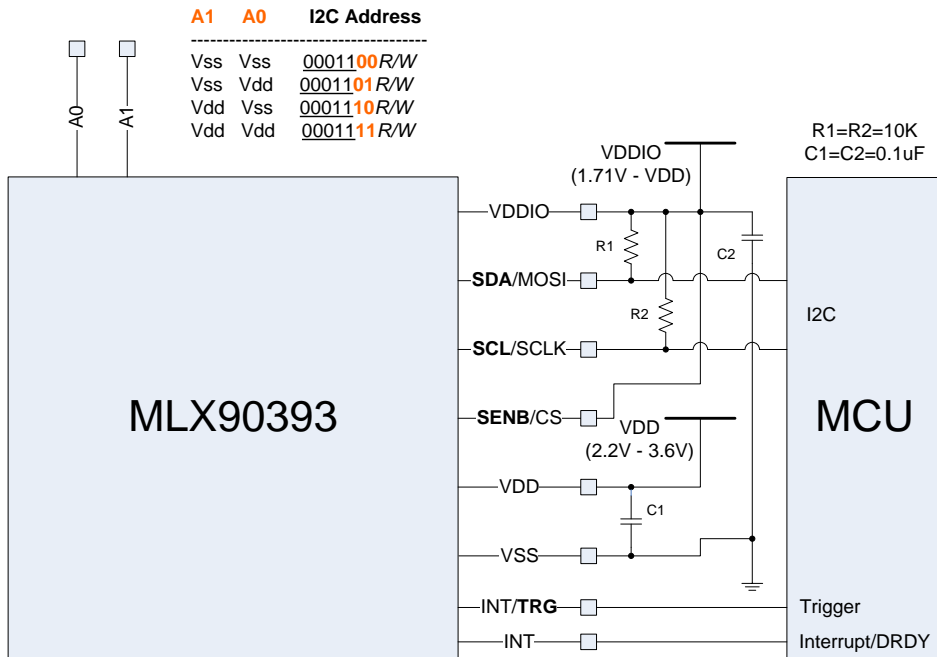 A1 A0 I2C Address
------------------------------------------
Vss Vss 0001100R/W
Vss Vdd 0001101R/W
Vdd Vss 0001110R/W
Vdd Vdd 0001111R/W
A0
A1
R1=R2=10K
C1=C2=0.1uF
VDDIO
(1.71V - VDD)
VDDIO
R1
C2
SDA/MOSI
R2
I2C
SCL/SCLK
MLX90393
SENB/CS
MCU
VDD
(2.2V - 3.6V)
VDD
C1
VSS
INT/TRG
Trigger
INT
Interrupt/DRDY